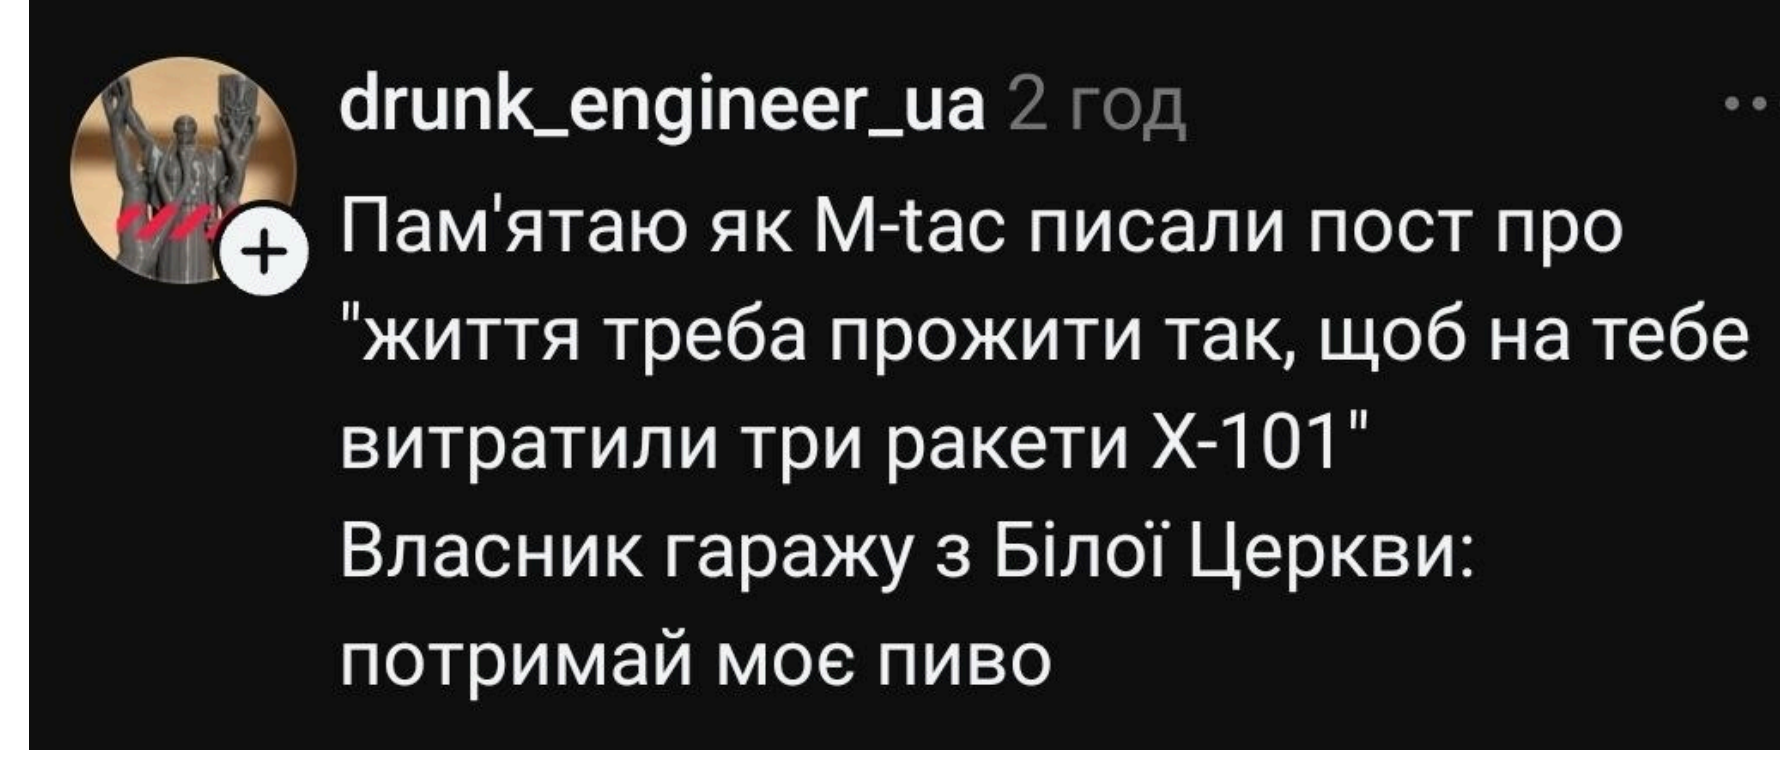 drunk_engineer_ua 2 год
Пам'ятаю як M-tac писали пост про
"життя треба прожити так, щоб на тебе
витратили три ракети Х-101"
Власник гаражу з Білої Церкви:
потримай моє пиво